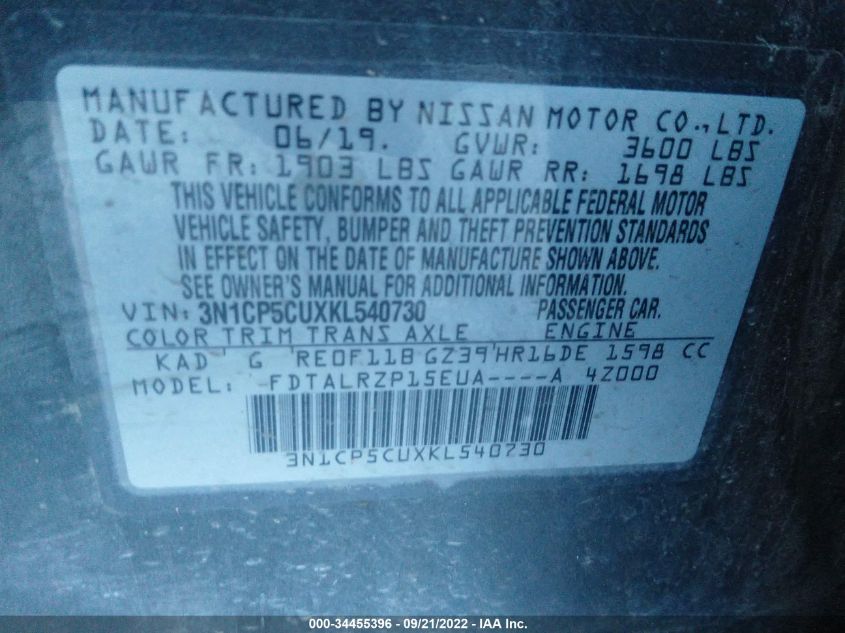 MANUFACTURED BY NISSAN MOTOR CO.,LTD.
DATE: 06/19. GVWR: 3600 LBS
GAWR FR: 1903 LBS GAWR RR: 1698 LBS
THIS VEHICLE CONFORMS TO ALL APPLICABLE FEDERAL MOTOR
VEHICLE SAFETY, BUMPER AND THEFT PREVENTION STANDARDS
IN EFFECT ON THE DATE OF MANUFACTURE SHOWN ABOVE.
SEE OWNER'S MANUAL FOR ADDITIONAL INFORMATION.
VIN: 3N1CP5CUXKL540730 PASSENGER CAR.
COLOR TRIM TRANS AXLE ENGINE
KAD G RE0F11B GZ39 HR16DE 1598 CC
MODEL: FDTALRZP15EUA----A 4Z000
3N1CP5CUXKL540730
000-34455396 - 09/21/2022 - IAA Inc.